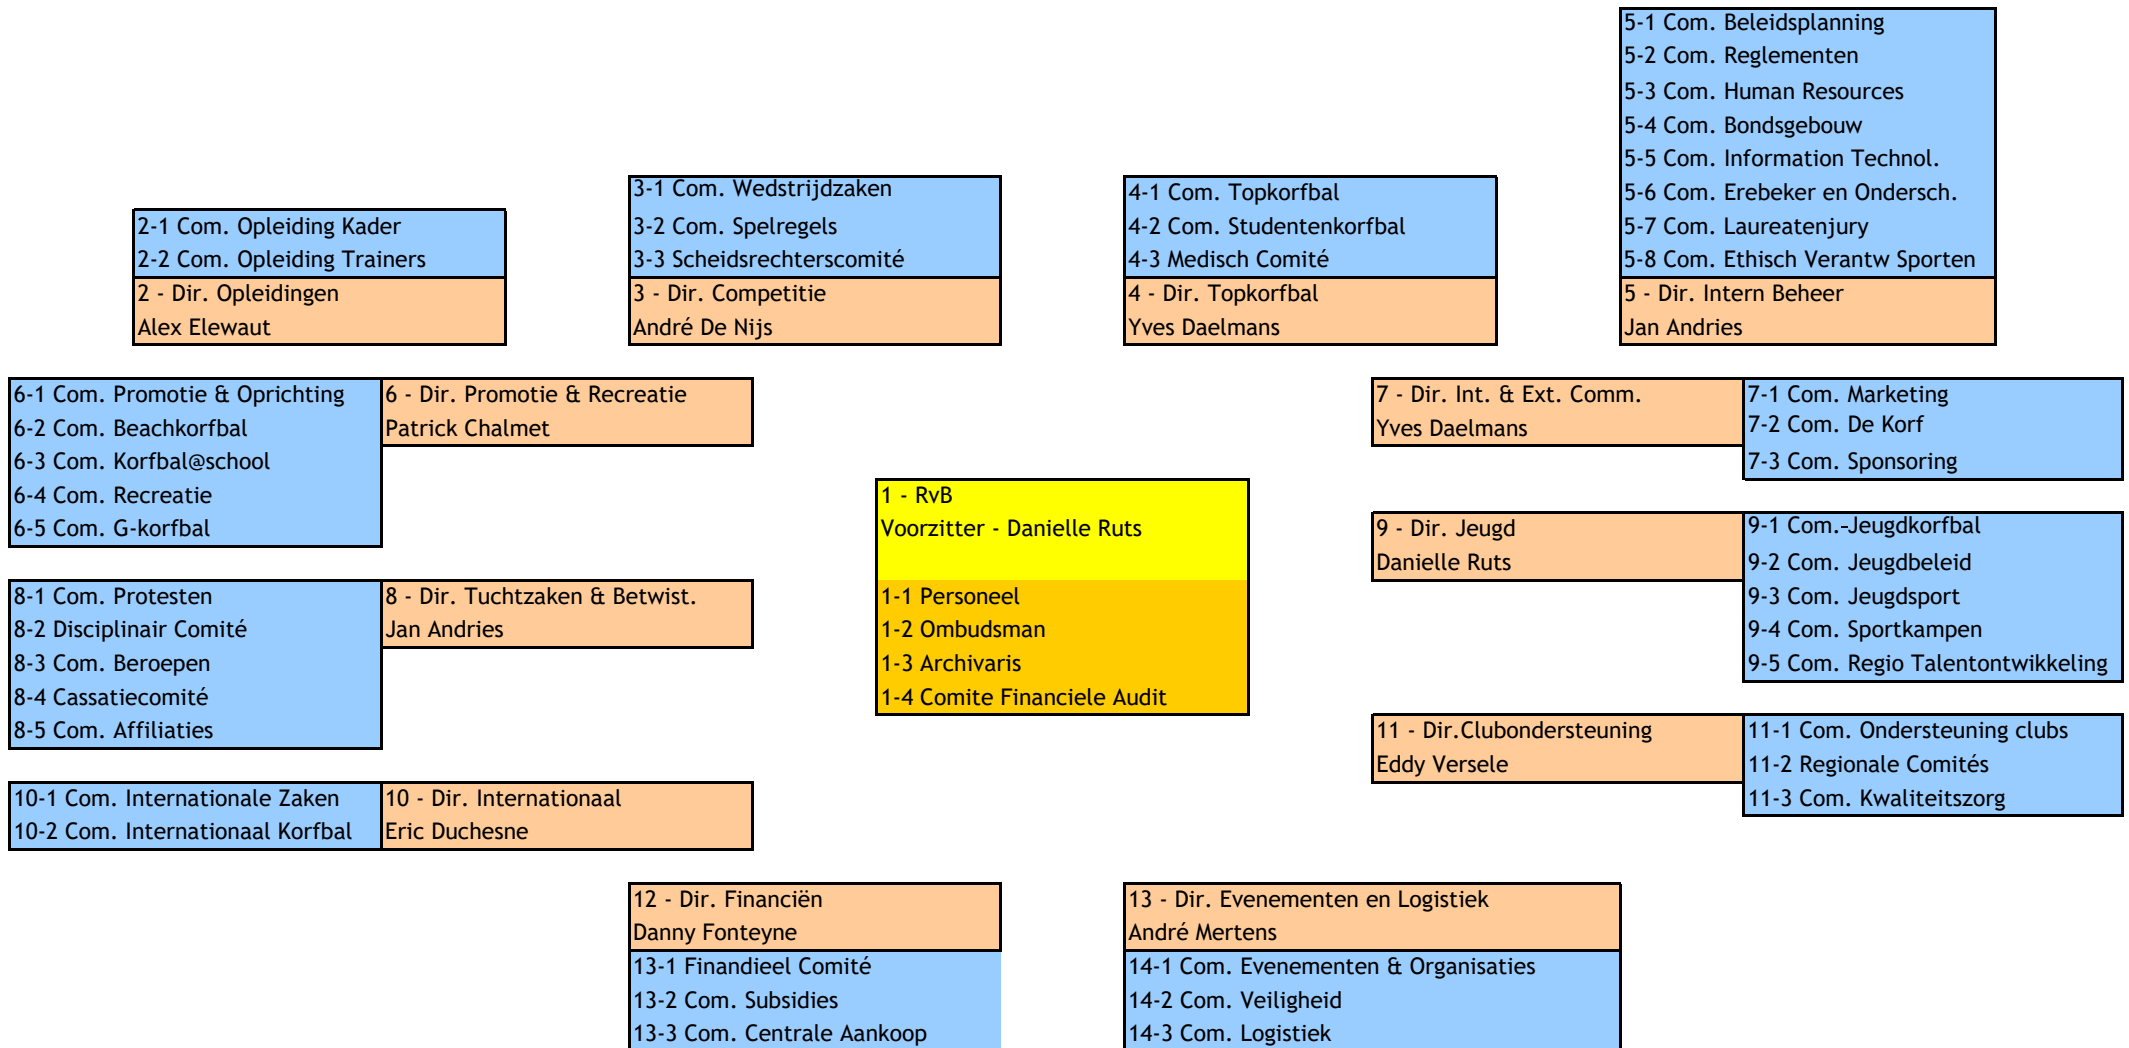 5-1 Com. Beleidsplanning
5-2 Com. Reglementen
5-3 Com. Human Resources
5-4 Com. Bondsgebouw
5-5 Com. Information Technol.
5-6 Com. Erebeker en Ondersch.
5-7 Com. Laureatenjury
5-8 Com. Ethisch Verantw Sporten
5 - Dir. Intern Beheer
Jan Andries
2-1 Com. Opleiding Kader
2-2 Com. Opleiding Trainers
2 - Dir. Opleidingen
Alex Elewaut
3-1 Com. Wedstrijdzaken
3-2 Com. Spelregels
3-3 Scheidsrechterscomité
3 - Dir. Competitie
André De Nijs
4-1 Com. Topkorfbal
4-2 Com. Studentenkorfbal
4-3 Medisch Comité
4 - Dir. Topkorfbal
Yves Daelmans
6-1 Com. Promotie & Oprichting
6-2 Com. Beachkorfbal
6-3 Com. Korfbal@school
6-4 Com. Recreatie
6-5 Com. G-korfbal
6 - Dir. Promotie & Recreatie
Patrick Chalmet
7 - Dir. Int. & Ext. Comm.
Yves Daelmans
7-1 Com. Marketing
7-2 Com. De Korf
7-3 Com. Sponsoring
1 - RvB
Voorzitter - Danielle Ruts
1-1 Personeel
1-2 Ombudsman
1-3 Archivaris
1-4 Comite Financiele Audit
9 - Dir. Jeugd
Danielle Ruts
9-1 Com.-Jeugdkorfbal
9-2 Com. Jeugdbeleid
9-3 Com. Jeugdsport
9-4 Com. Sportkampen
9-5 Com. Regio Talentontwikkeling
8-1 Com. Protesten
8-2 Disciplinair Comité
8-3 Com. Beroepen
8-4 Cassatiecomité
8-5 Com. Affiliaties
8 - Dir. Tuchtzaken & Betwist.
Jan Andries
11 - Dir.Clubondersteuning
Eddy Versele
11-1 Com. Ondersteuning clubs
11-2 Regionale Comités
11-3 Com. Kwaliteitszorg
10-1 Com. Internationale Zaken
10-2 Com. Internationaal Korfbal
10 - Dir. Internationaal
Eric Duchesne
12 - Dir. Financiën
Danny Fonteyne
13-1 Finandieel Comité
13-2 Com. Subsidies
13-3 Com. Centrale Aankoop
13 - Dir. Evenementen en Logistiek
André Mertens
14-1 Com. Evenementen & Organisaties
14-2 Com. Veiligheid
14-3 Com. Logistiek